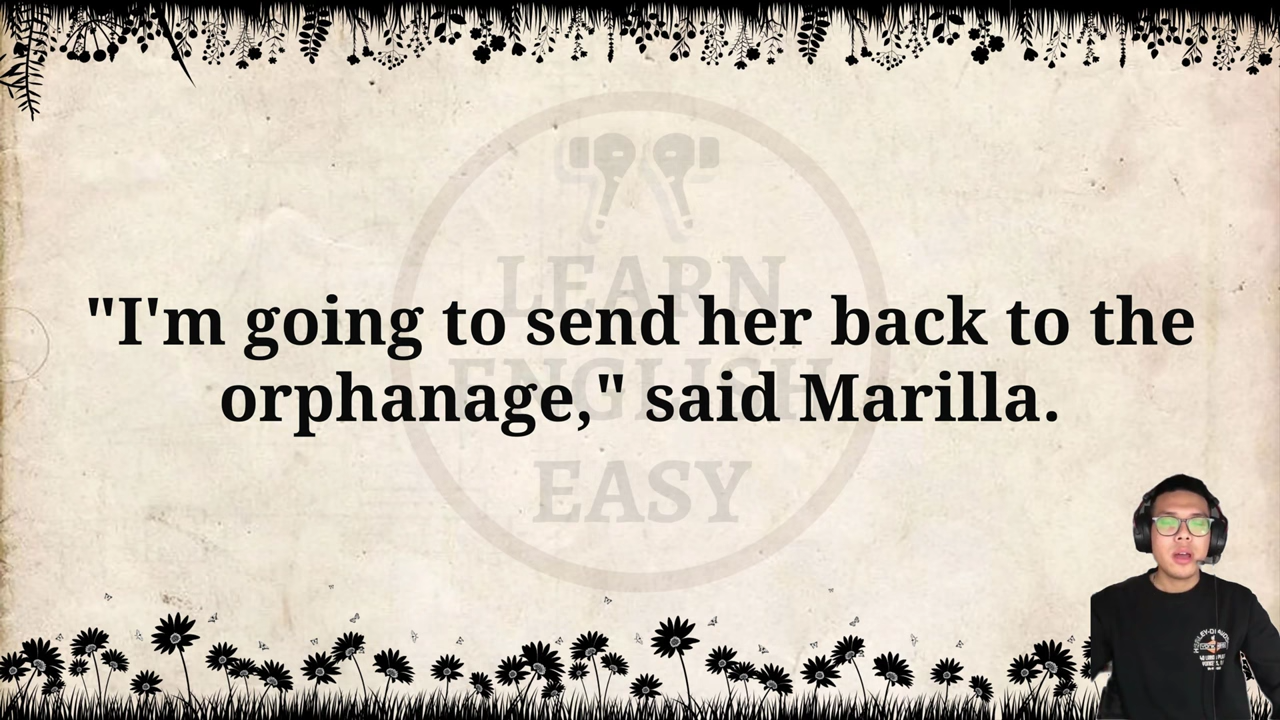 LEARN
"I'm going to send her back to the
ENGLISH
orphanage," said Marilla.
EASY